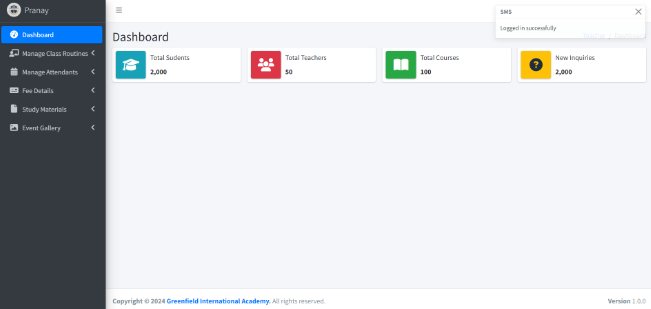 Pranay
SMS
Logged in successfully
Dashboard
Manage Class Routines
Manage Attendants
Fee Details
Study Materials
Event Gallery
Dashboard
Total Sudents
2,000
Total Teachers
50
Total Courses
100
New Inquiries
2,000
Copyright © 2024 Greenfield International Academy. All rights reserved.
Version 1.0.0